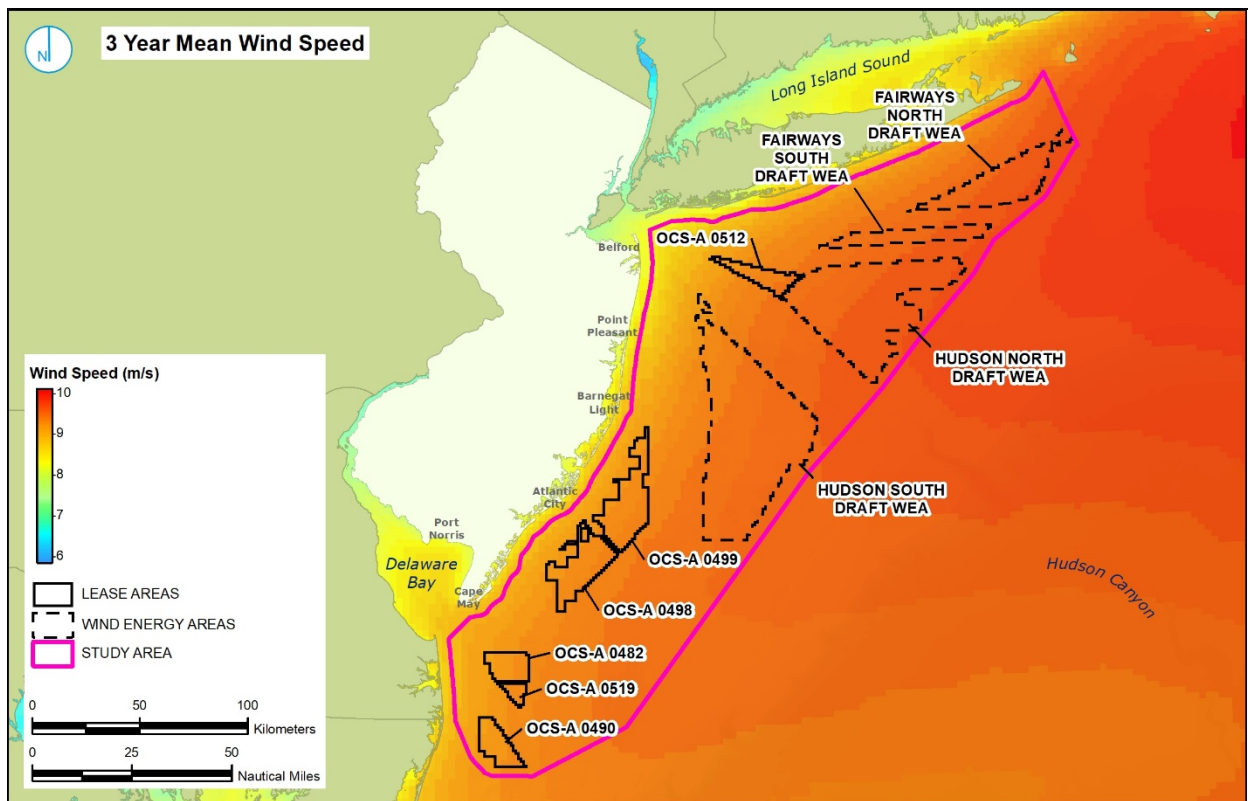 N
3 Year Mean Wind Speed
Long Island Sound
FAIRWAYS
NORTH
DRAFT WEA
FAIRWAYS
SOUTH
DRAFT WEA
OCS-A 0512
Belford
Point
Pleasant
HUDSON NORTH
DRAFT WEA
Barnegat
Light
HUDSON SOUTH
DRAFT WEA
Atlantic
City
Port
Norris
OCS-A 0499
Delaware
Bay
Hudson Canyon
Cape
May
OCS-A 0498
OCS-A 0482
OCS-A 0519
OCS-A 0490
Wind Speed (m/s)
10
9
8
7
6
LEASE AREAS
WIND ENERGY AREAS
STUDY AREA
0 50 100
Kilometers
0 25 50
Nautical Miles